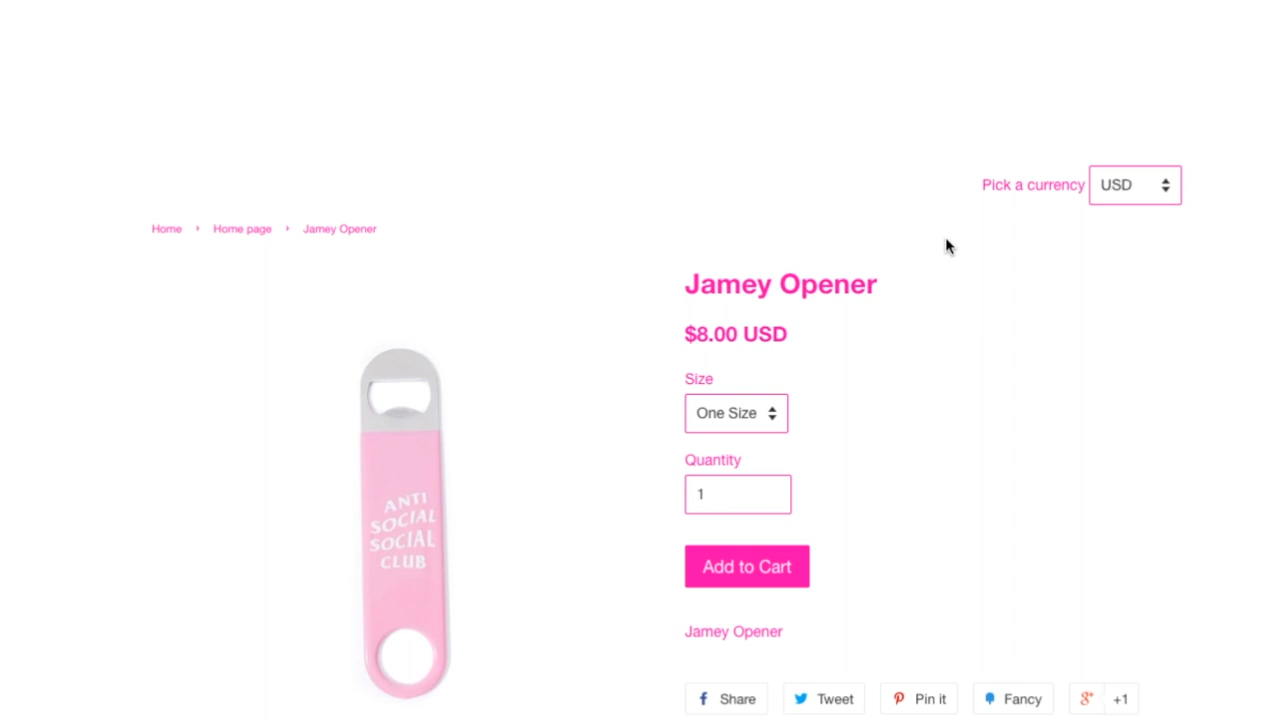 Pick a currency USD
Home › Home page › Jamey Opener
Jamey Opener
$8.00 USD
Size
One Size
Quantity
1
Add to Cart
Jamey Opener
Share Tweet Pin it Fancy +1
ANTI
SOCIAL
SOCIAL
CLUB